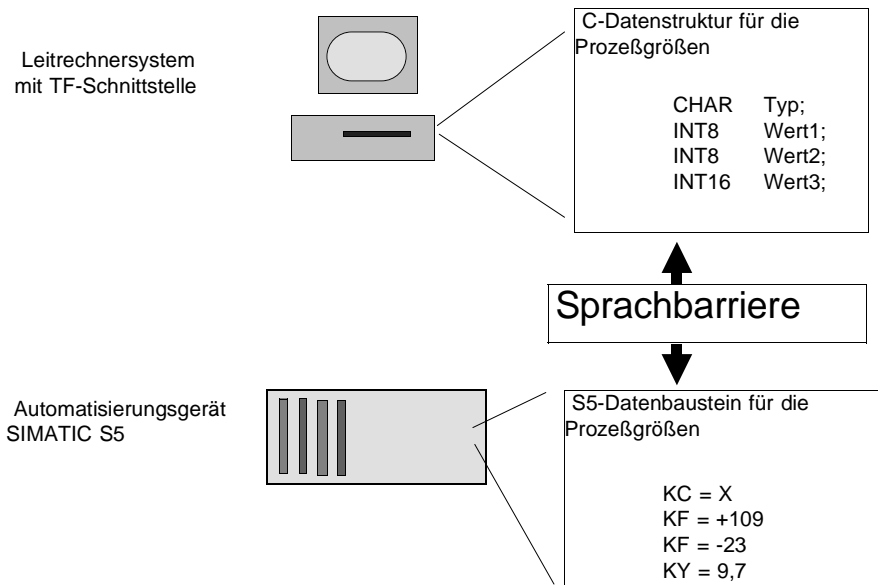 Leitrechnersystem
mit TF-Schnittstelle
C-Datenstruktur für die
Prozeßgrößen
CHAR Typ;
INT8 Wert1;
INT8 Wert2;
INT16 Wert3;
Sprachbarriere
Automatisierungsgerät
SIMATIC S5
S5-Datenbaustein für die
Prozeßgrößen
KC = X
KF = +109
KF = -23
KY = 9,7